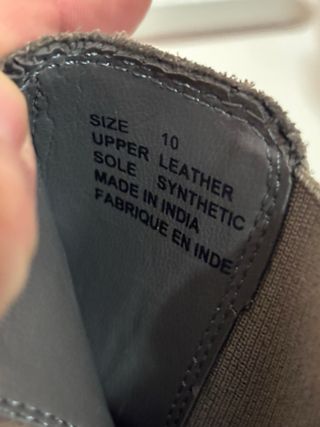 SIZE 10
UPPER LEATHER
SOLE SYNTHETIC
MADE IN INDIA
FABRIQUE EN INDE